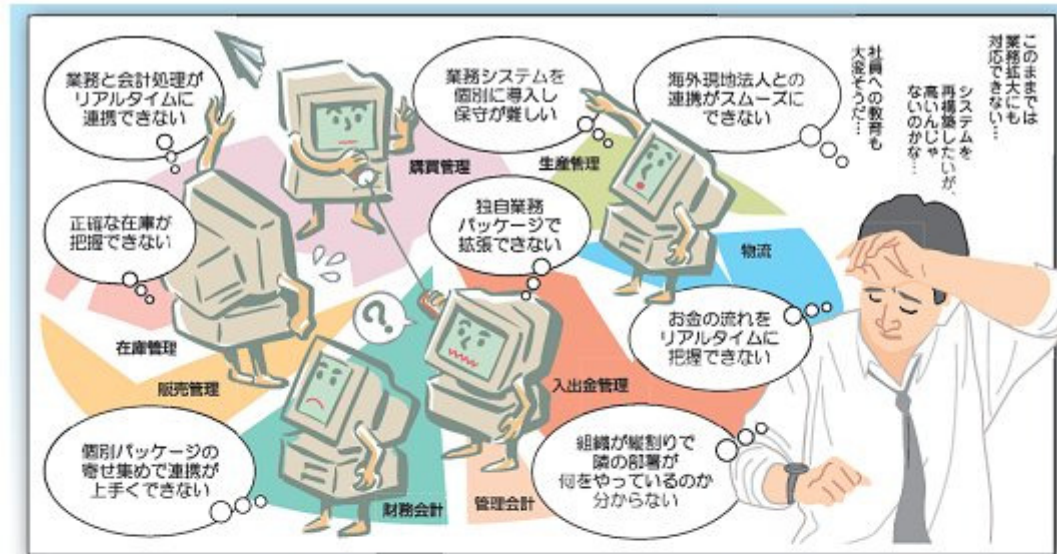 業務と会計処理が
リアルタイムに
連携できない
業務システムを
個別に導入し
保守が難しい
海外現地法人との
連携がスムーズに
できない
このままでは
業務拡大にも
対応できない…
システムを
再構築したいが、
高いんじゃ
ないのかな…
社員への教育も
大変そうだ…
購買管理
生産管理
正確な在庫が
把握できない
独自業務
パッケージで
拡張できない
物流
?
お金の流れを
リアルタイムに
把握できない
在庫管理
販売管理
入出金管理
個別パッケージの
寄せ集めで連携が
上手くできない
組織が縦割りで
隣の部署が
何をやっているのか
分からない
財務会計
管理会計